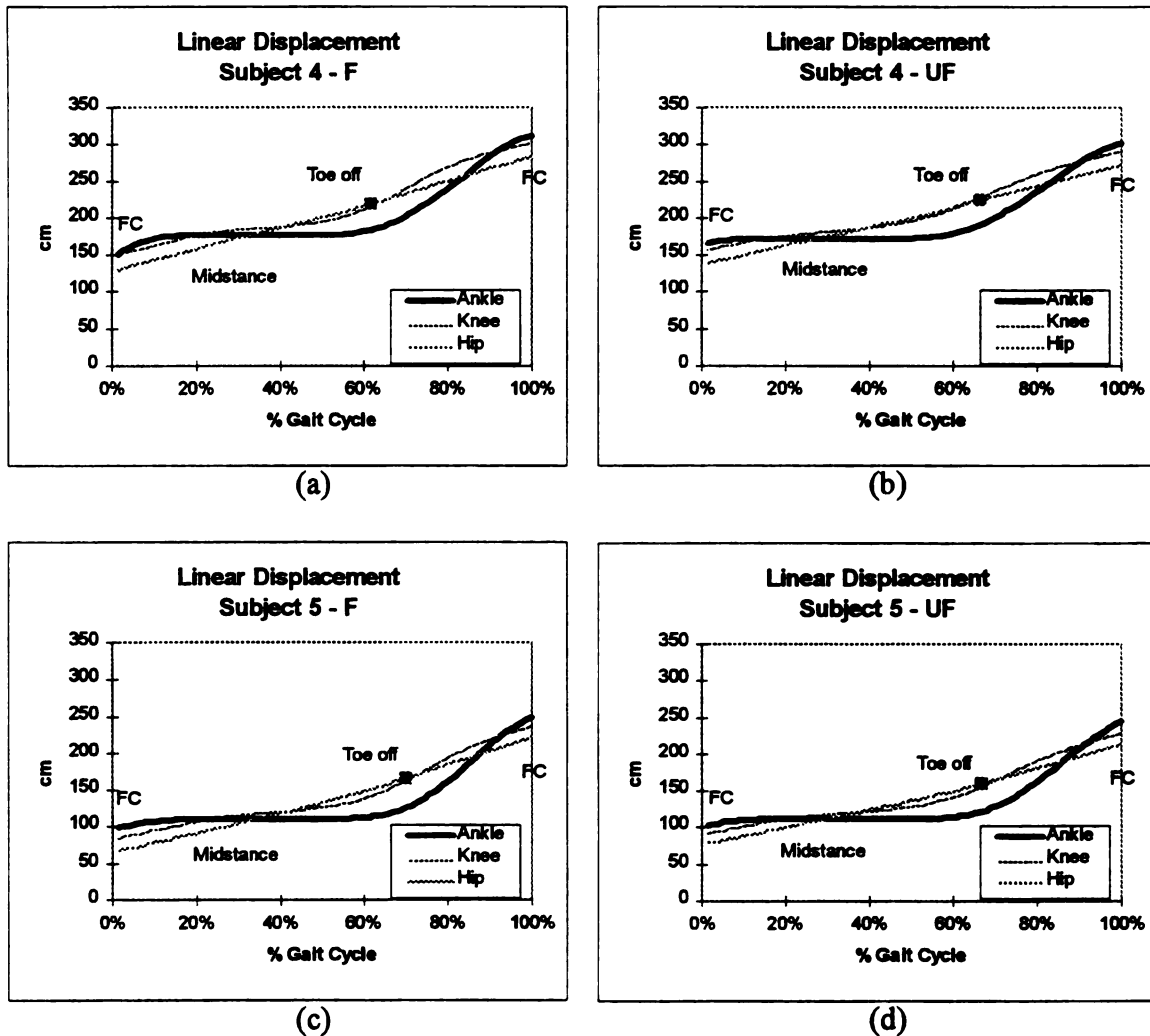 Linear Displacement
Subject 4 - F
350
300
250
200
150
100
50
0
cm
FC
Toe off
FC
Midstance
Ankle
Knee
Hip
0% 20% 40% 60% 80% 100%
% Gait Cycle
(a)
Linear Displacement
Subject 4 - UF
350
300
250
200
150
100
50
0
cm
FC
Toe off
FC
Midstance
Ankle
Knee
Hip
0% 20% 40% 60% 80% 100%
% Gait Cycle
(b)
Linear Displacement
Subject 5 - F
350
300
250
200
150
100
50
0
cm
FC
Toe off
FC
Midstance
Ankle
Knee
Hip
0% 20% 40% 60% 80% 100%
% Gait Cycle
(c)
Linear Displacement
Subject 5 - UF
350
300
250
200
150
100
50
0
cm
FC
Toe off
FC
Midstance
Ankle
Knee
Hip
0% 20% 40% 60% 80% 100%
% Gait Cycle
(d)